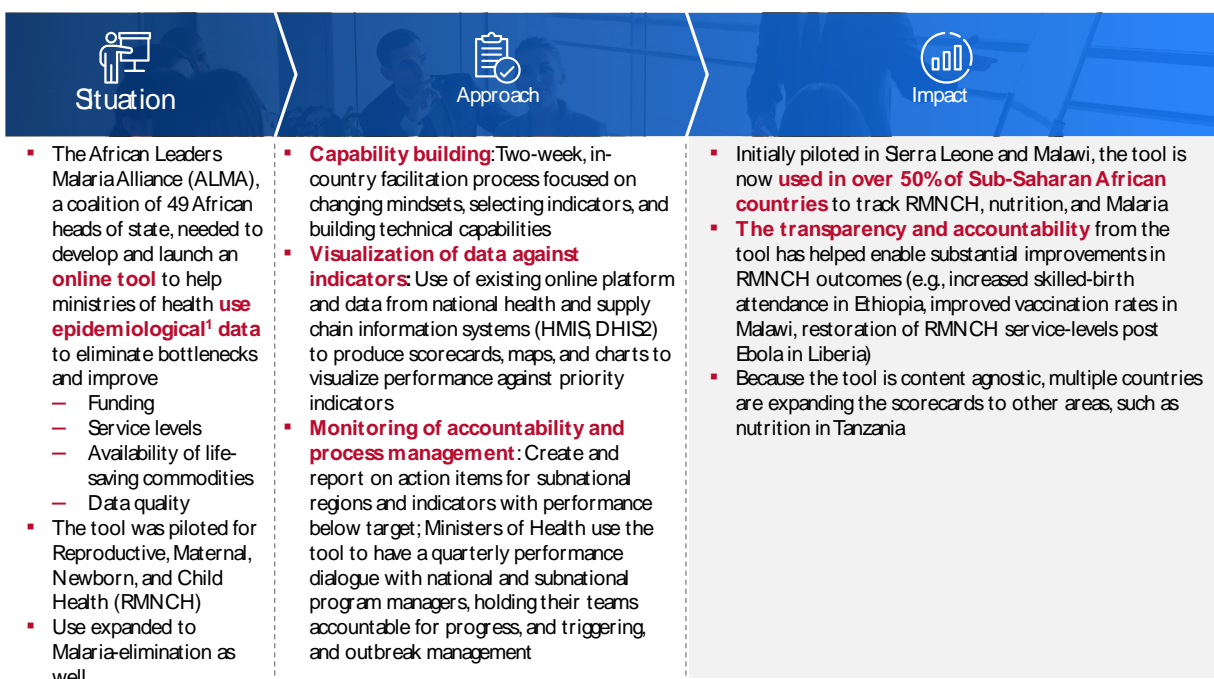 Situation
Approach
Impact
▪ The African Leaders
Malaria Alliance (ALMA),
a coalition of 49 African
heads of state, needed to
develop and launch an
online tool to help
ministries of health use
epidemiological¹ data
to eliminate bottlenecks
and improve
— Funding
— Service levels
— Availability of life-
saving commodities
— Data quality
▪ The tool was piloted for
Reproductive, Maternal,
Newborn, and Child
Health (RMNCH)
▪ Use expanded to
Malaria-elimination as
well
▪ Capability building: Two-week, in-
country facilitation process focused on
changing mindsets, selecting indicators, and
building technical capabilities
▪ Visualization of data against
indicators: Use of existing online platform
and data from national health and supply
chain information systems (HMIS, DHIS2)
to produce scorecards, maps, and charts to
visualize performance against priority
indicators
▪ Monitoring of accountability and
process management: Create and
report on action items for subnational
regions and indicators with performance
below target; Ministers of Health use the
tool to have a quarterly performance
dialogue with national and subnational
program managers, holding their teams
accountable for progress, and triggering,
and outbreak management
▪ Initially piloted in Sierra Leone and Malawi, the tool is
now used in over 50% of Sub-Saharan African
countries to track RMNCH, nutrition, and Malaria
▪ The transparency and accountability from the
tool has helped enable substantial improvements in
RMNCH outcomes (e.g., increased skilled-birth
attendance in Ethiopia, improved vaccination rates in
Malawi, restoration of RMNCH service-levels post
Ebola in Liberia)
▪ Because the tool is content agnostic, multiple countries
are expanding the scorecards to other areas, such as
nutrition in Tanzania